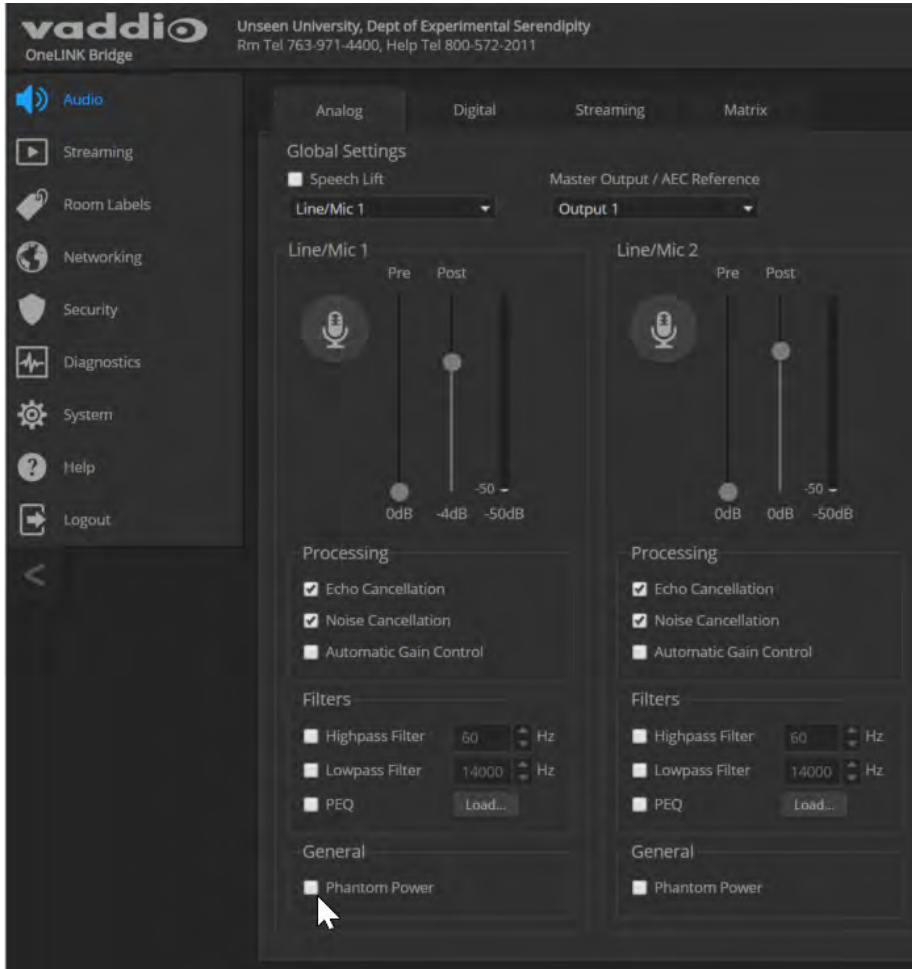 vaddio
OneLINK Bridge
Unseen University, Dept of Experimental Serendipity
Rm Tel 763-971-4400, Help Tel 800-572-2011
Audio
Streaming
Room Labels
Networking
Security
Diagnostics
System
Help
Logout
<
Analog Digital Streaming Matrix
Global Settings
Speech Lift Master Output / AEC Reference
Line/Mic 1 Output 1
Line/Mic 1
Pre Post
-50
0dB -4dB -50dB
Processing
Echo Cancellation
Noise Cancellation
Automatic Gain Control
Filters
Highpass Filter 60 Hz
Lowpass Filter 14000 Hz
PEQ Load...
General
Phantom Power
Line/Mic 2
Pre Post
-50
0dB 0dB -50dB
Processing
Echo Cancellation
Noise Cancellation
Automatic Gain Control
Filters
Highpass Filter 60 Hz
Lowpass Filter 14000 Hz
PEQ Load...
General
Phantom Power